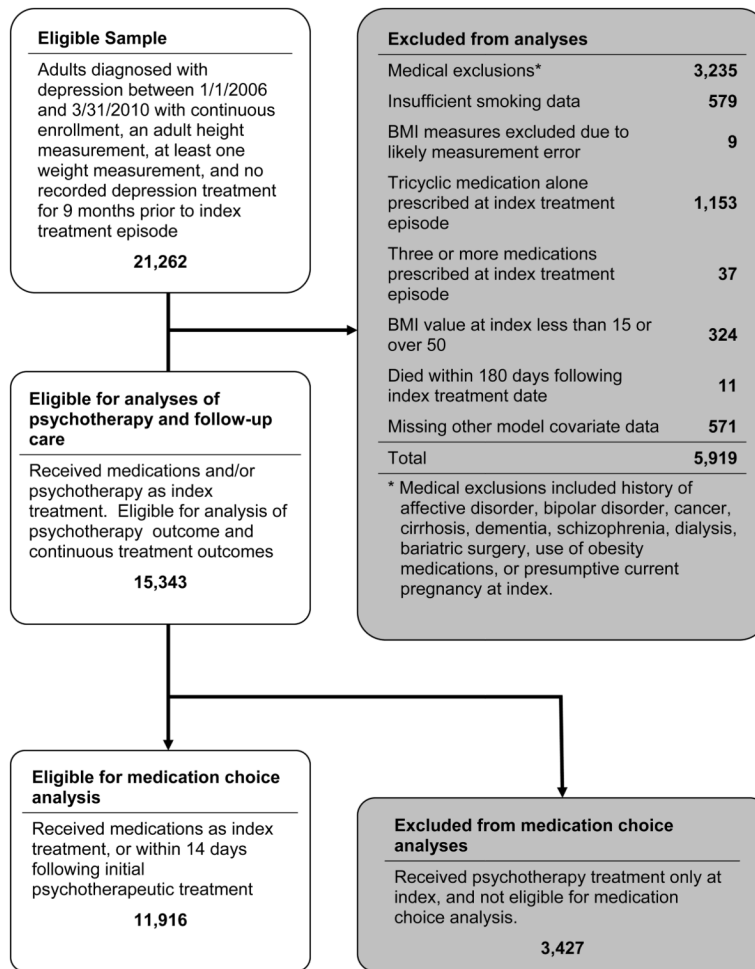 Eligible Sample
Adults diagnosed with
depression between 1/1/2006
and 3/31/2010 with continuous
enrollment, an adult height
measurement, at least one
weight measurement, and no
recorded depression treatment
for 9 months prior to index
treatment episode
21,262
Excluded from analyses
Medical exclusions* 3,235
Insufficient smoking data 579
BMI measures excluded due to
likely measurement error 9
Tricyclic medication alone
prescribed at index treatment 1,153
episode
Three or more medications
prescribed at index treatment 37
episode
BMI value at index less than 15 or
over 50 324
Died within 180 days following
index treatment date 11
Missing other model covariate data 571
Total 5,919
* Medical exclusions included history of
affective disorder, bipolar disorder, cancer,
cirrhosis, dementia, schizophrenia, dialysis,
bariatric surgery, use of obesity
medications, or presumptive current
pregnancy at index.
Eligible for analyses of
psychotherapy and follow-up
care
Received medications and/or
psychotherapy as index
treatment. Eligible for analysis of
psychotherapy outcome and
continuous treatment outcomes
15,343
Eligible for medication choice
analysis
Received medications as index
treatment, or within 14 days
following initial
psychotherapeutic treatment
11,916
Excluded from medication choice
analyses
Received psychotherapy treatment only at
index, and not eligible for medication
choice analysis.
3,427